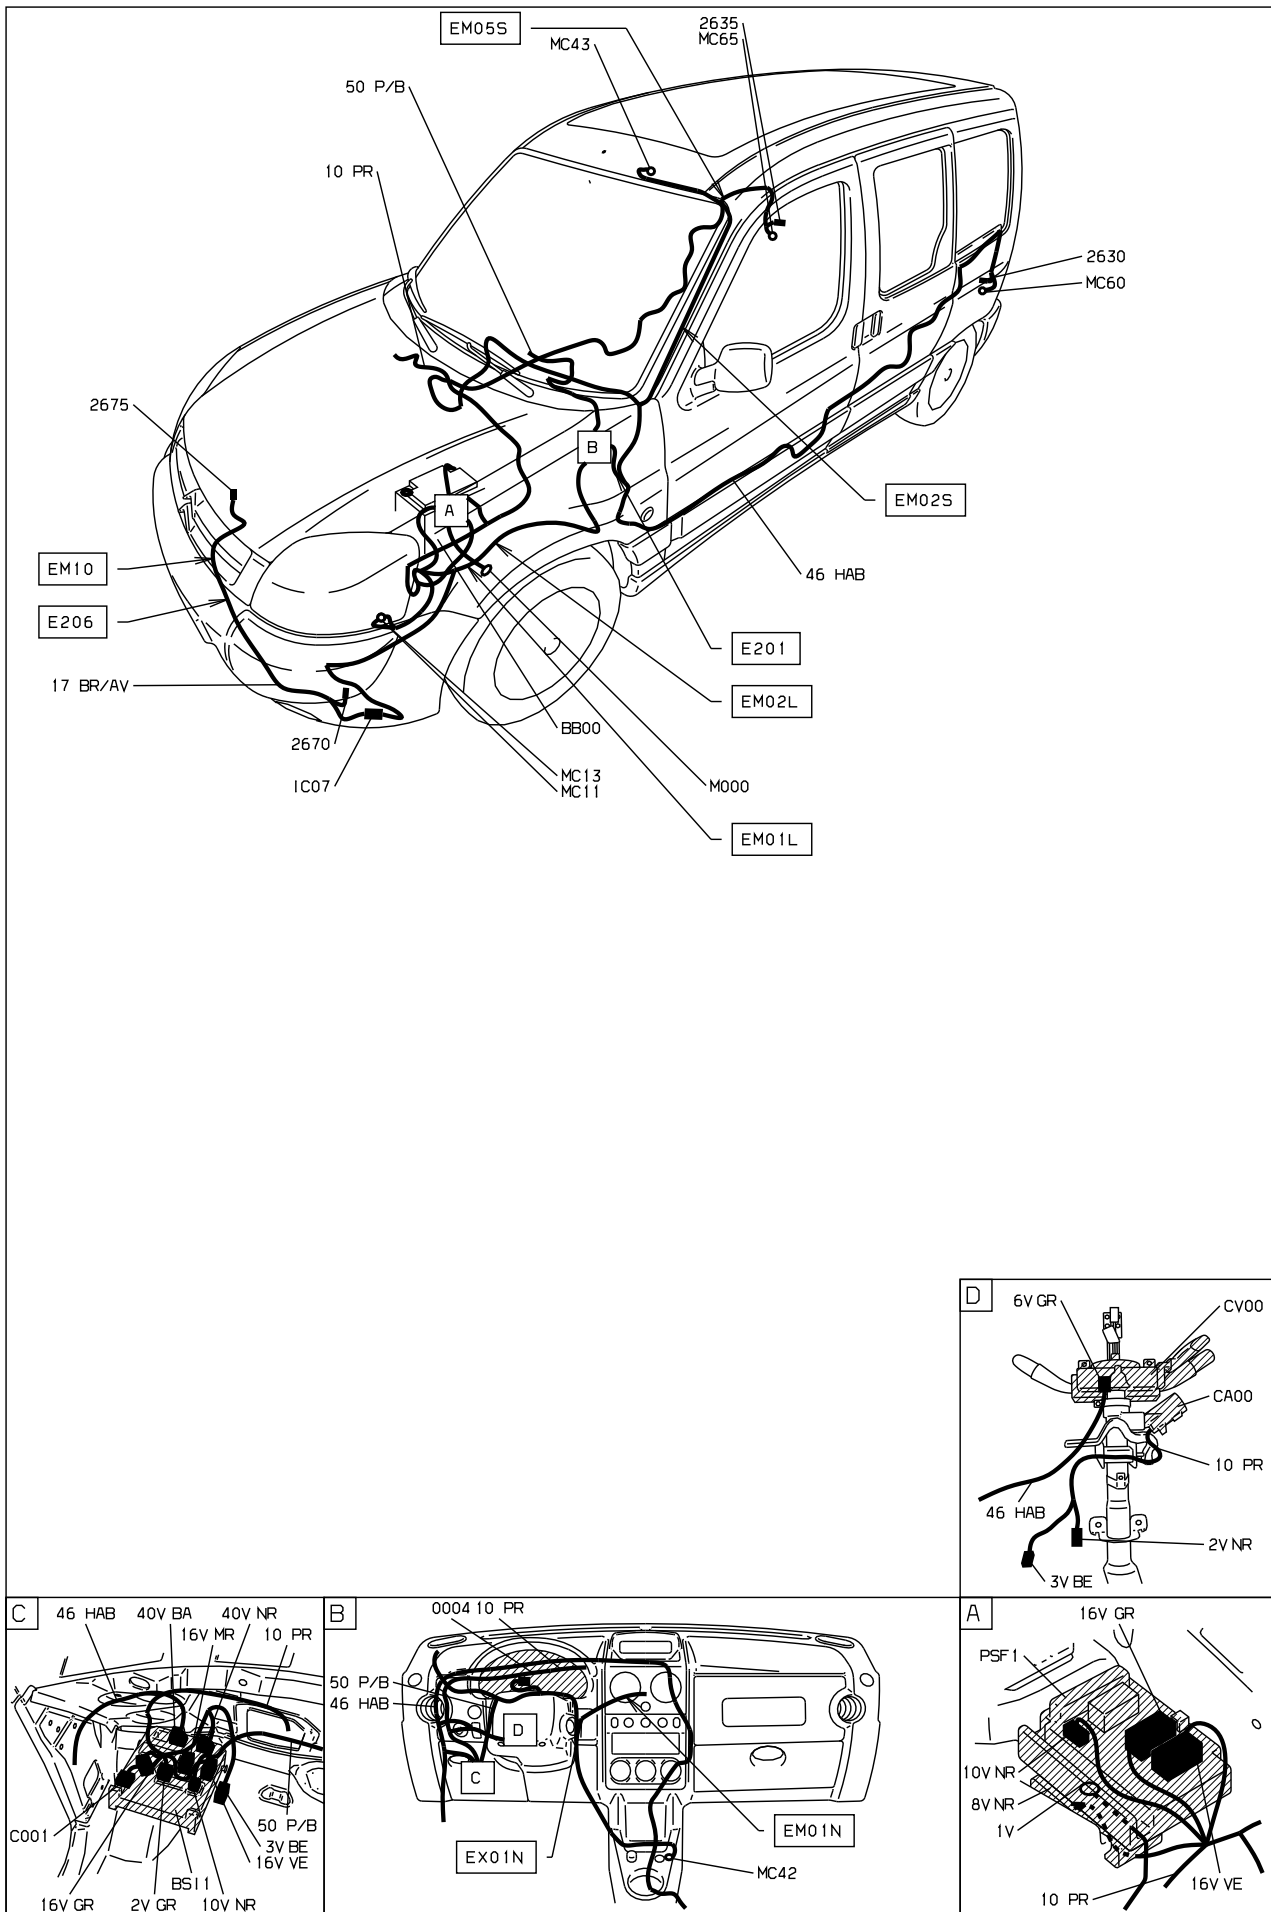 EM05S
2635
MC65
MC43
50 P/B
10 PR
2630
MC60
2675
B
A
EM02S
EM10
46 HAB
E206
E201
17 BR/AV
EM02L
BB00
2670
MC13
MC11
IC07
M000
EM01L
D
6V GR
CV00
CA00
10 PR
46 HAB
2V NR
3V BE
C
46 HAB
40V BA
40V NR
16V MR
10 PR
C001
50 P/B
3V BE
16V VE
BS11
16V GR
2V GR
10V NR
B
0004 10 PR
50 P/B
46 HAB
D
C
EM01N
EX01N
MC42
A
16V GR
PSF1
10V NR
8V NR
1V
16V VE
10 PR